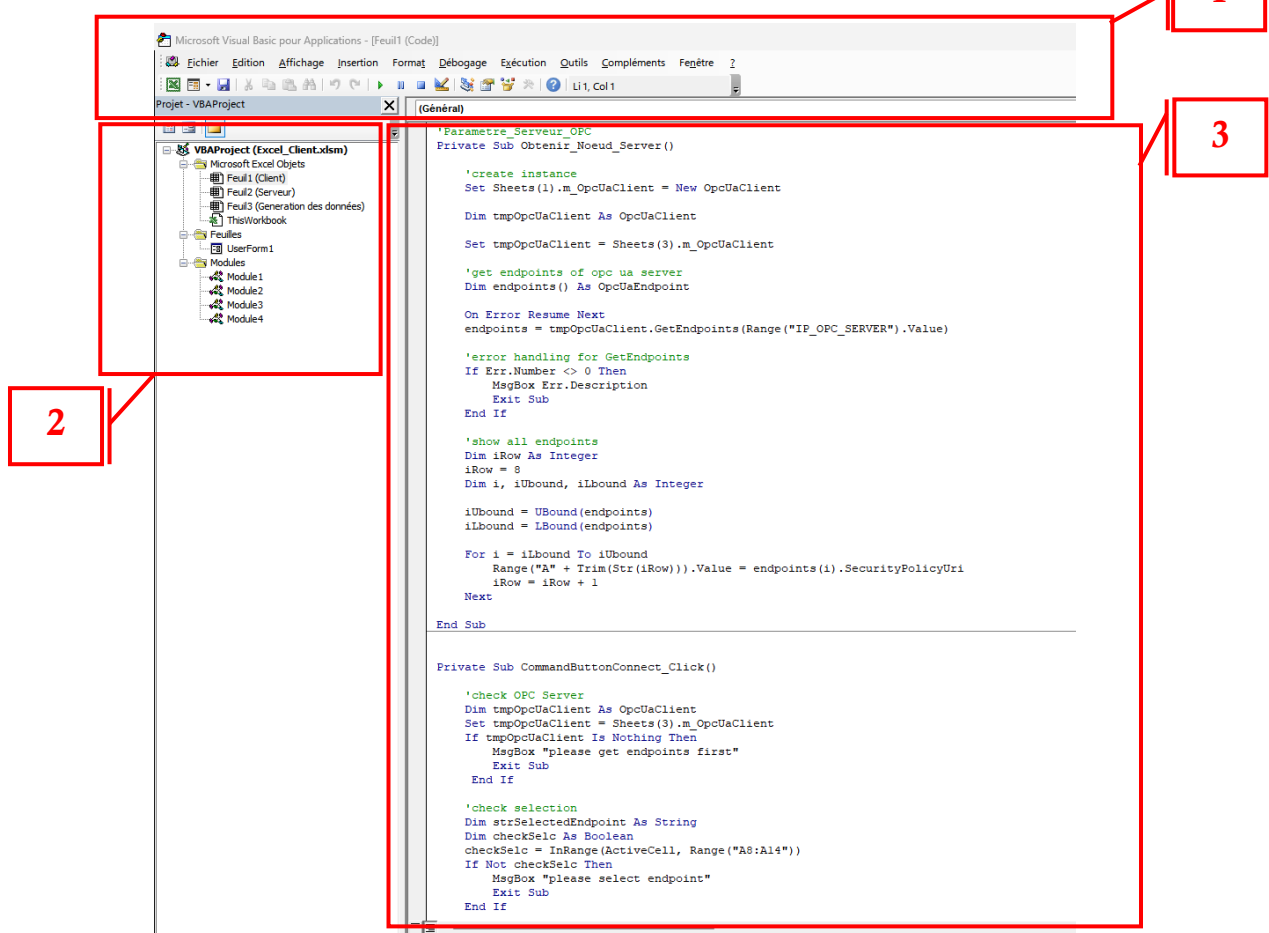 Microsoft Visual Basic pour Applications - [Feuil1 (Code)]
Fichier Edition Affichage Insertion Format Débogage Exécution Outils Compléments Fenêtre ?
Li 1, Col 1
Projet - VBAProject
(Général)
VBAProject (Excel_Client.xlsm)
Microsoft Excel Objets
Feuil1 (Client)
Feuil2 (Serveur)
Feuil3 (Generation des données)
ThisWorkbook
Feuilles
UserForm1
Modules
Module1
Module2
Module3
Module4
2
3
'Parametre_Serveur_OPC
Private Sub Obtenir_Noeud_Server()
'create instance
Set Sheets(1).m_OpcUaClient = New OpcUaClient
Dim tmpOpcUaClient As OpcUaClient
Set tmpOpcUaClient = Sheets(3).m_OpcUaClient
'get endpoints of opc ua server
Dim endpoints() As OpcUaEndpoint
On Error Resume Next
endpoints = tmpOpcUaClient.GetEndpoints(Range("IP_OPC_SERVER").Value)
'error handling for GetEndpoints
If Err.Number <> 0 Then
MsgBox Err.Description
Exit Sub
End If
'show all endpoints
Dim iRow As Integer
iRow = 8
Dim i, iUbound, iLbound As Integer
iUbound = UBound(endpoints)
iLbound = LBound(endpoints)
For i = iLbound To iUbound
Range("A" + Trim(Str(iRow))).Value = endpoints(i).SecurityPolicyUri
iRow = iRow + 1
Next
End Sub
Private Sub CommandButtonConnect_Click()
'check OPC Server
Dim tmpOpcUaClient As OpcUaClient
Set tmpOpcUaClient = Sheets(3).m_OpcUaClient
If tmpOpcUaClient Is Nothing Then
MsgBox "please get endpoints first"
Exit Sub
End If
'check selection
Dim strSelectedEndpoint As String
Dim checkSelc As Boolean
checkSelc = InRange(ActiveCell, Range("A8:A14"))
If Not checkSelc Then
MsgBox "please select endpoint"
Exit Sub
End If